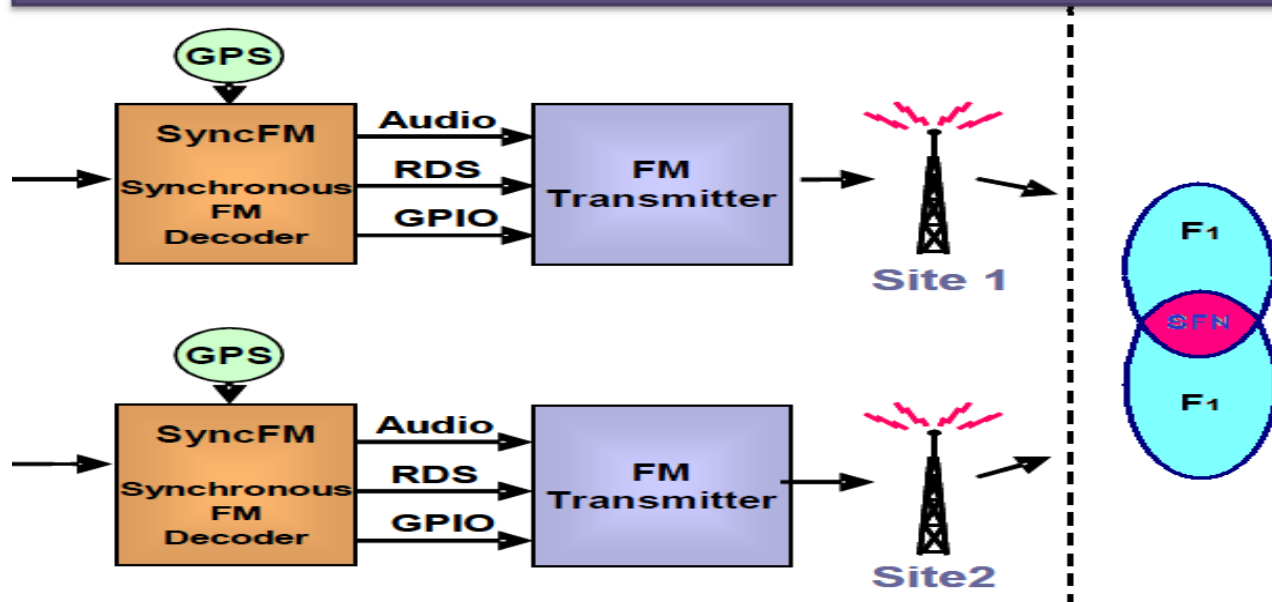 GPS
SyncFM
Synchronous
FM
Decoder
Audio
RDS
GPIO
FM
Transmitter
Site 1
GPS
SyncFM
Synchronous
FM
Decoder
Audio
RDS
GPIO
FM
Transmitter
Site2
F1
SFN
F1